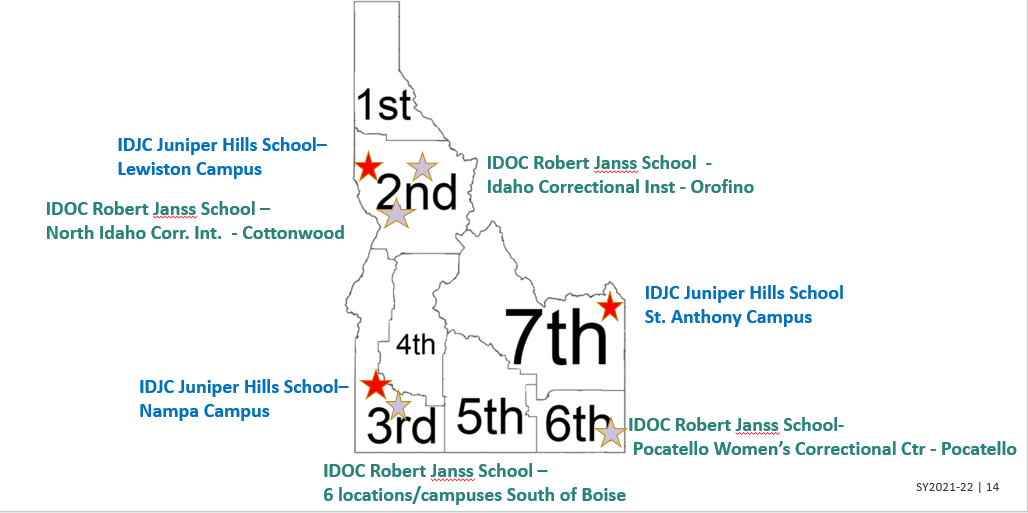 1st
IDJC Juniper Hills School–
Lewiston Campus
IDOC Robert Janss School  -
Idaho Correctional Inst - Orofino
2nd
IDOC Robert Janss School –
North Idaho Corr. Int.  - Cottonwood
IDJC Juniper Hills School
St. Anthony Campus
7th
4th
IDJC Juniper Hills School–
Nampa Campus
3rd
5th
6th
IDOC Robert Janss School-
Pocatello Women’s Correctional Ctr - Pocatello
IDOC Robert Janss School –
6 locations/campuses South of Boise
SY2021-22 | 14